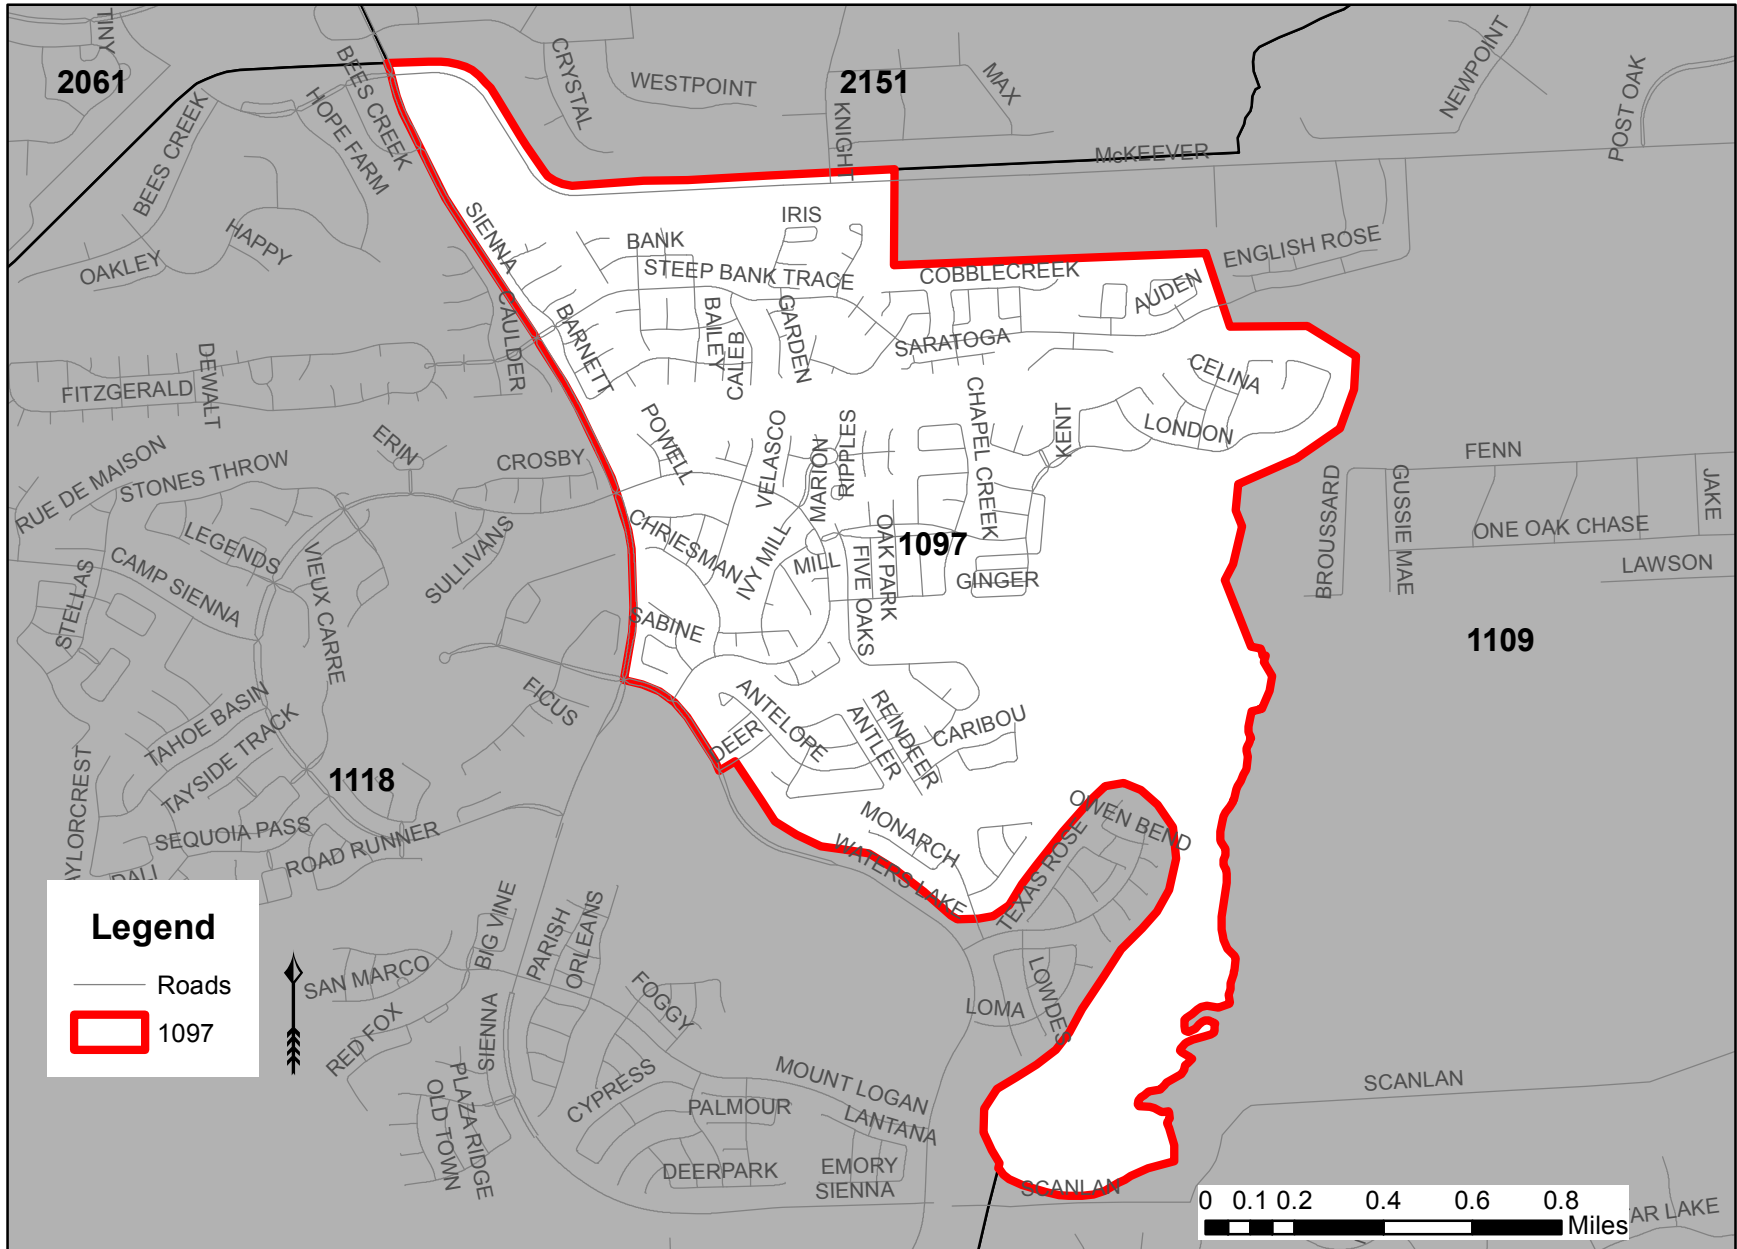 TINY
2061
BEES CREEK
BEES CREEK
HOPE FARM
CRYSTAL
WESTPOINT
2151
KNIGHT
MAX
McKEEVER
NEWPOINT
POST OAK
OAKLEY
HAPPY
SIENNA
BANK
IRIS
STEEP BANK TRACE
COBBLECREEK
ENGLISH ROSE
AUDEN
CAULDER
BARNETT
BAILEY
CALEB
GARDEN
SARATOGA
FITZGERALD
DEWALT
CELINA
LONDON
KENT
CHAPEL CREEK
POWELL
VELASCO
MARION
RIPPLES
ERIN
CROSBY
RUE DE MAISON
STONES THROW
LEGENDS
SULLIVANS
VIEUX CARRE
CAMP SIENNA
STELLAS
CHRIESMAN
IVY MILL
MILL
OAK PARK
FIVE OAKS
1097
GINGER
FENN
BROUSSARD
GUSSIE MAE
JAKE
ONE OAK CHASE
LAWSON
1109
SABINE
FICUS
TAHOE BASIN
TAYSIDE TRACK
1118
SEQUOIA PASS
ROAD RUNNER
AYLORCREST
DALI
DEER
ANTELOPE
REINDEER
ANTLER
CARIBOU
MONARCH
WATERS LAKE
OWEN BEND
TEXAS ROSE
LOWDES
LOMA
Legend
Roads
1097
SAN MARCO
RED FOX
BIG VINE
PARISH
ORLEANS
FOGGY
SIENNA
PLAZA RIDGE
OLD TOWN
CYPRESS
PALMOUR
DEERPARK
MOUNT LOGAN
LANTANA
EMORY
SIENNA
SCANLAN
SCANLAN
0 0.1 0.2 0.4 0.6 0.8
Miles
AR LAKE